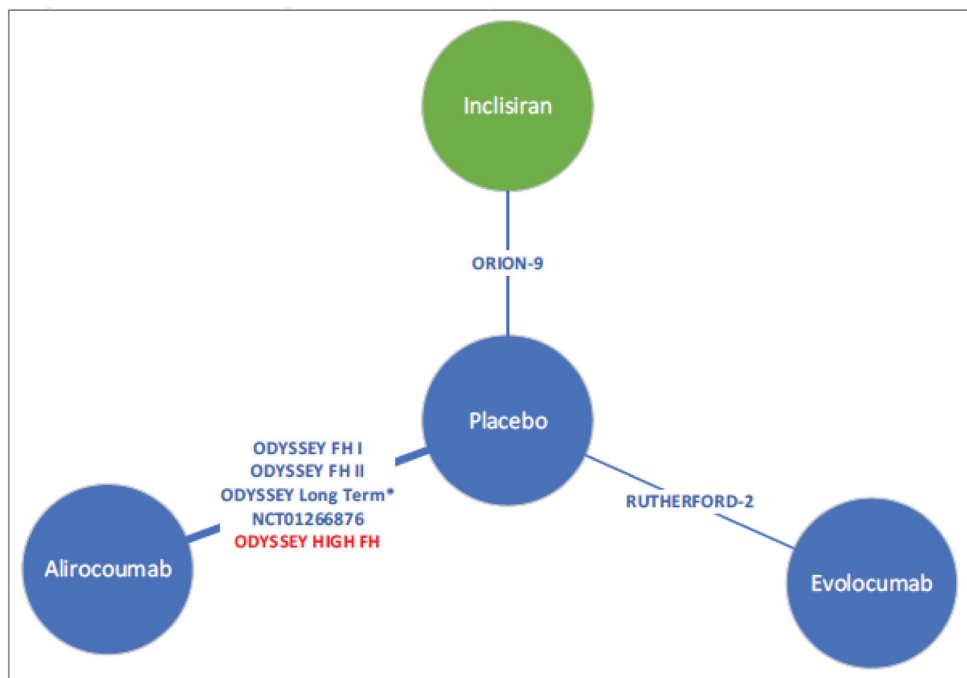 Inclisiran
ORION-9
Placebo
ODYSSEY FH I
ODYSSEY FH II
ODYSSEY Long Term*
NCT01266876
ODYSSEY HIGH FH
RUTHERFORD-2
Alirocoumab
Evolocumab